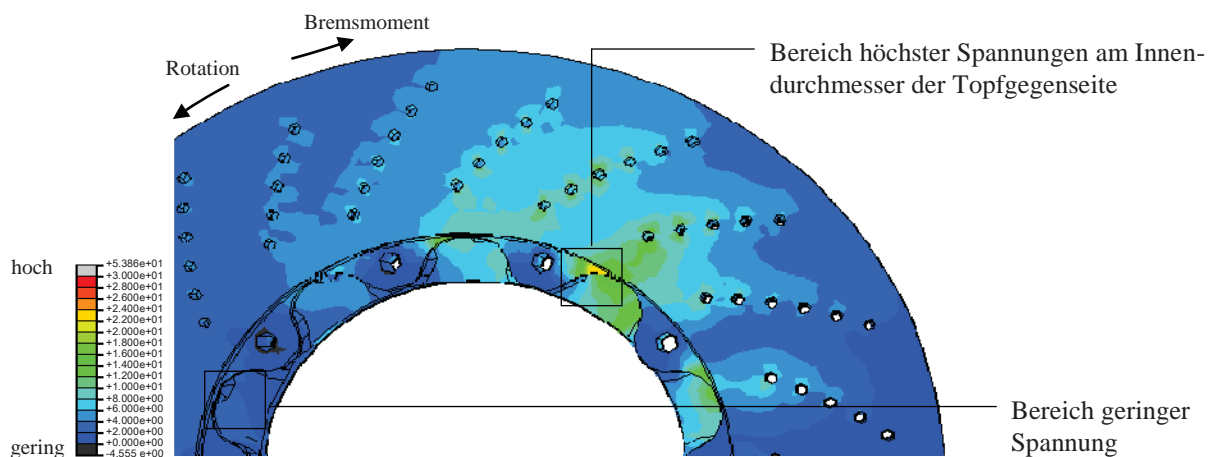 Bremsmoment
Rotation
Bereich höchster Spannungen am Innen-
durchmesser der Topfgegenseite
hoch
+5.386e+01
+3.000e+01
+2.800e+01
+2.600e+01
+2.400e+01
+2.200e+01
+2.000e+01
+1.800e+01
+1.600e+01
+1.400e+01
+1.200e+01
+1.000e+01
+8.000e+00
+6.000e+00
+4.000e+00
+2.000e+00
+0.000e+00
-4.555 e+00
gering
Bereich geringer
Spannung